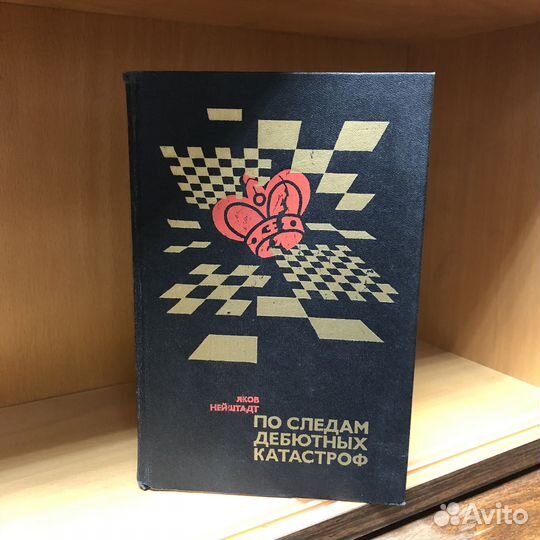 ЯКОВ
НЕЙШТАДТ
ПО СЛЕДАМ
ДЕБЮТНЫХ
КАТАСТРОФ
Avito